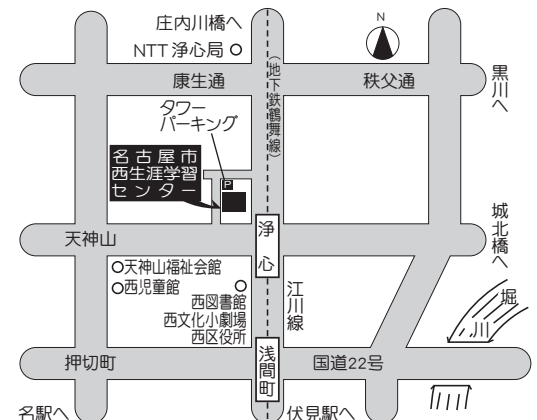 庄内川橋へ
N
NTT 浄心局
(地下鉄鶴舞線)
康生通
秩父通
黒川へ
タワー
パーキング
名古屋市
西生涯学習
センター
P
浄心
城北橋へ
天神山
天神山福祉会館
西児童館
西図書館
西文化小劇場
西区役所
江川線
堀川
浅間町
押切町
国道22号
名駅へ
伏見駅へ